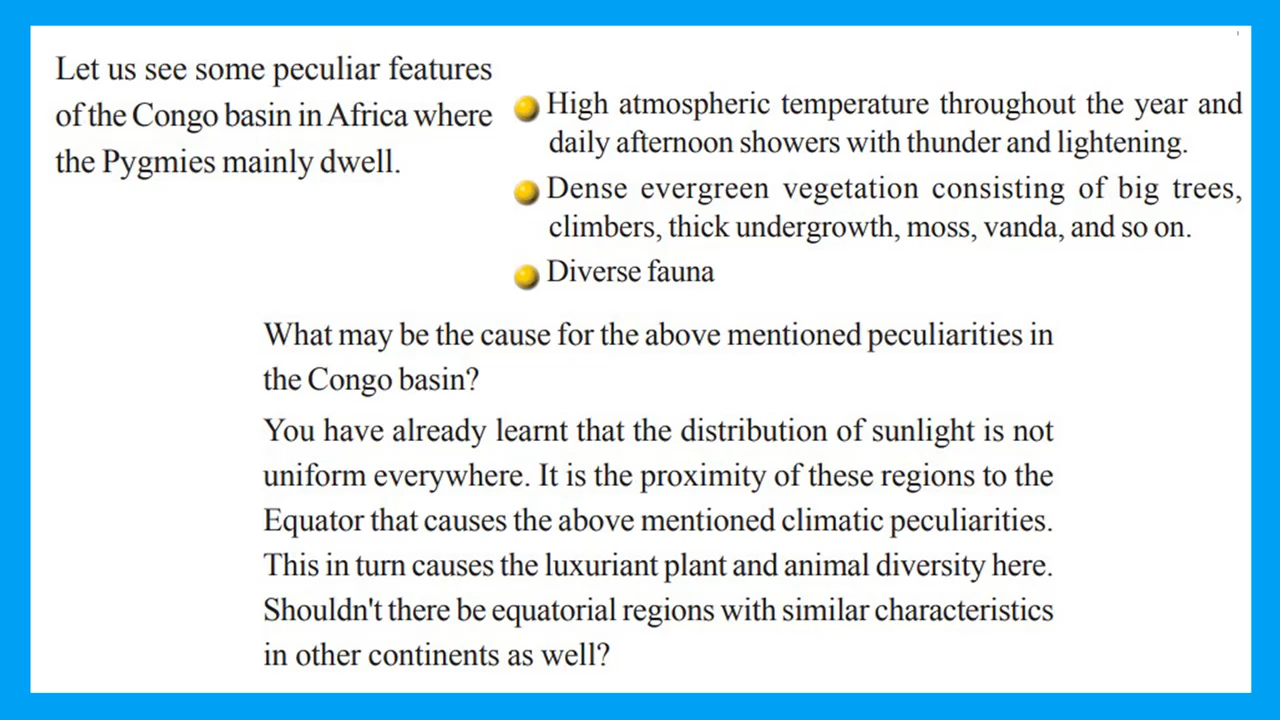 Let us see some peculiar features
of the Congo basin in Africa where
the Pygmies mainly dwell.
High atmospheric temperature throughout the year and
daily afternoon showers with thunder and lightening.
Dense evergreen vegetation consisting of big trees,
climbers, thick undergrowth, moss, vanda, and so on.
Diverse fauna
What may be the cause for the above mentioned peculiarities in
the Congo basin?
You have already learnt that the distribution of sunlight is not
uniform everywhere. It is the proximity of these regions to the
Equator that causes the above mentioned climatic peculiarities.
This in turn causes the luxuriant plant and animal diversity here.
Shouldn't there be equatorial regions with similar characteristics
in other continents as well?